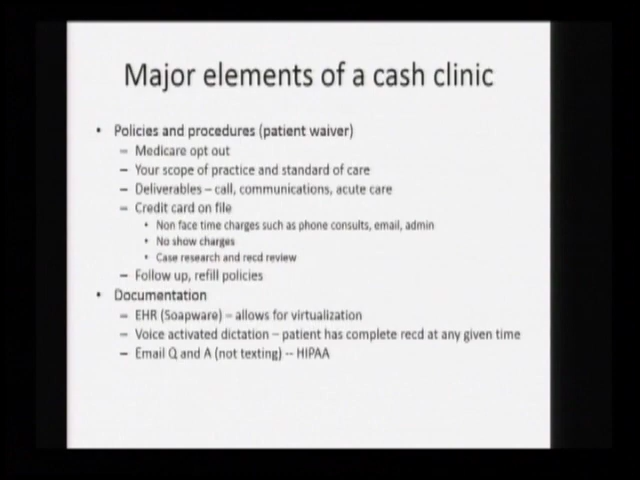 Major elements of a cash clinic
• Policies and procedures (patient waiver)
– Medicare opt out
– Your scope of practice and standard of care
– Deliverables – call, communications, acute care
– Credit card on file
• Non face time charges such as phone consults, email, admin
• No show charges
• Case research and recd review
– Follow up, refill policies
• Documentation
– EHR (Soapware) – allows for virtualization
– Voice activated dictation – patient has complete recd at any given time
– Email Q and A (not texting) -- HIPAA